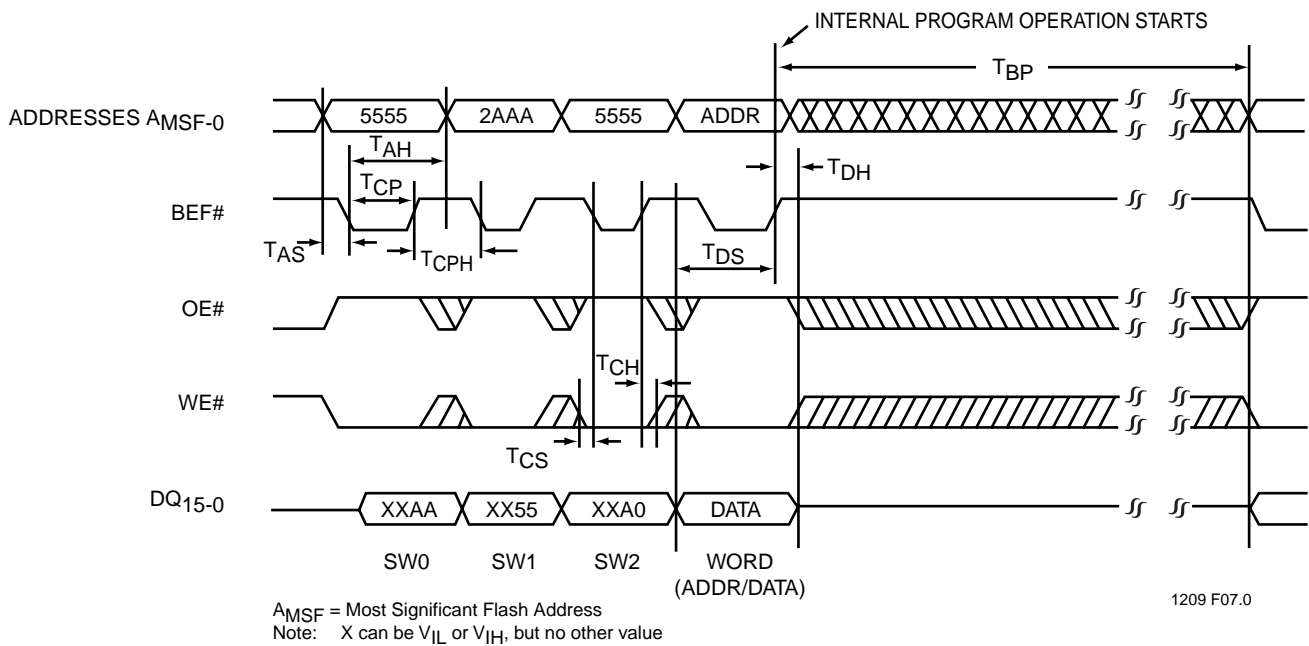 INTERNAL PROGRAM OPERATION STARTS
TBP
ADDRESSES AMSF-0
5555
2AAA
5555
ADDR
TAH
TDH
TCP
BEF#
TAS
TCPH
TDS
OE#
TCH
WE#
TCS
DQ15-0
XXAA
XX55
XXA0
DATA
SW0
SW1
SW2
WORD
(ADDR/DATA)
1209 F07.0
AMSF = Most Significant Flash Address
Note: X can be VIL or VIH, but no other value